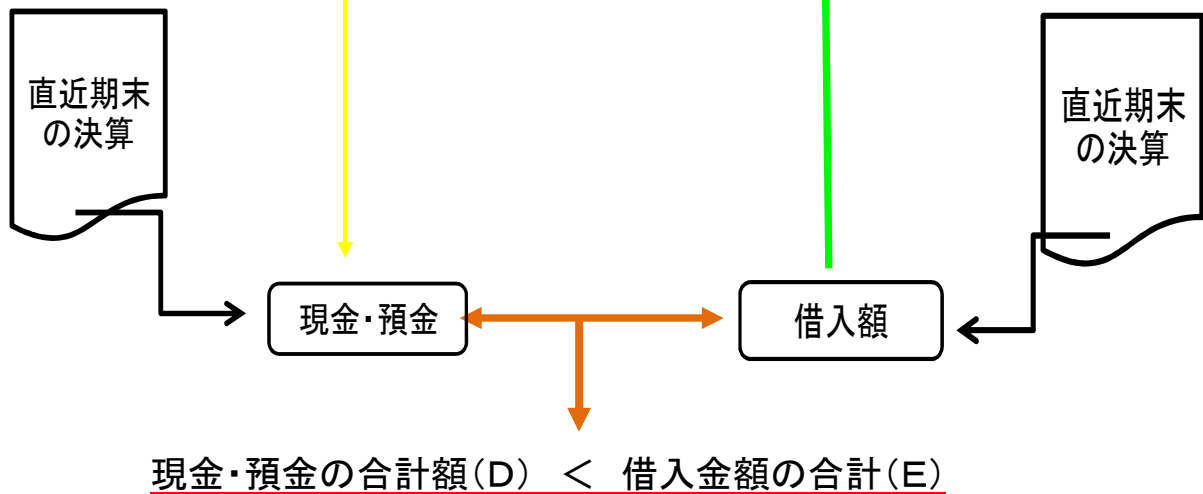 直近期末
の決算
直近期末
の決算
現金・預金
借入額
現金・預金の合計額（D） ＜ 借入金額の合計（E）